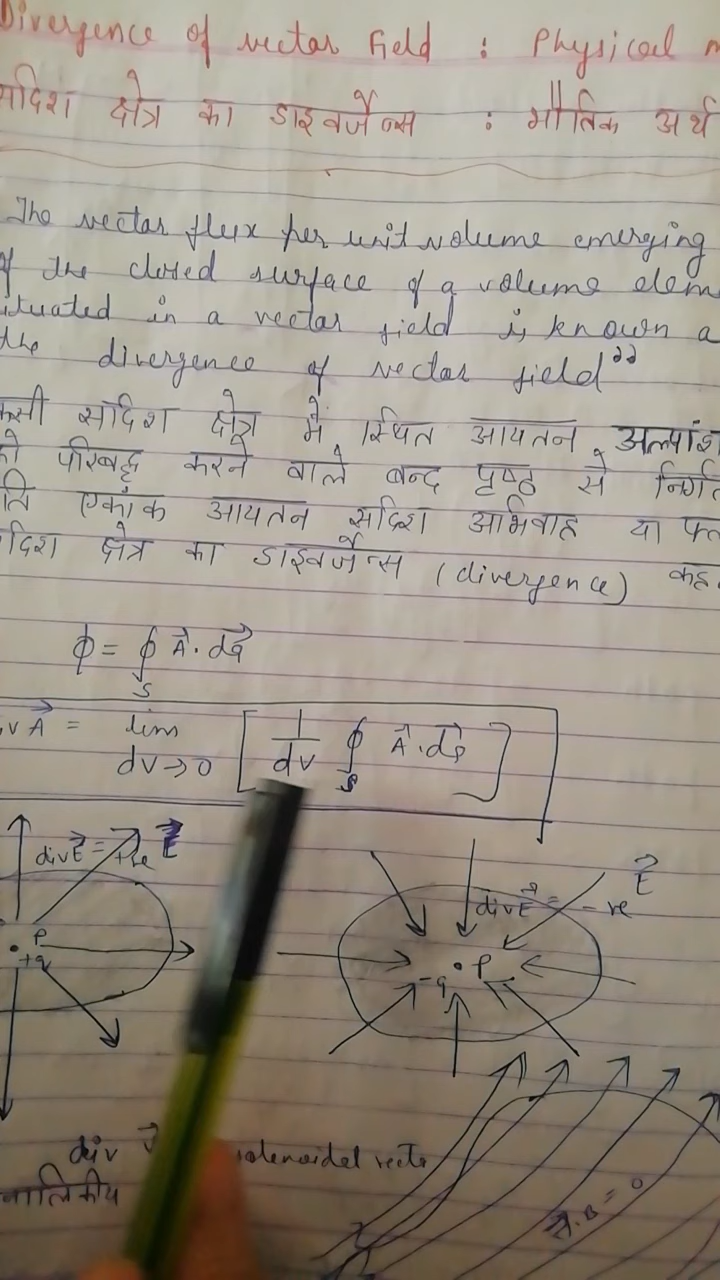 Divergence of vector Field : Physical
सदिश क्षेत्र का डाइवर्जेन्स : भौतिक अर्थ
The vector flux per unit volume emerging
of the closed surface of a volume elem
ituated in a vector field is known a
the divergence of vector field"
किसी सदिश क्षेत्र में स्थित आयतन अल्पांश
को परिबद्ध करने वाले बन्द पृष्ठ से निर्गत
प्रति एकांक आयतन सदिश अभिवाह या फ्ल
सदिश क्षेत्र का डाइवर्जेन्स (divergence) कह
ϕ = ∮ A⃗ · da⃗
S
iv A⃗ = lim dv→0 [ 1/dv ∮ A⃗ · da⃗ ]
S
div E⃗ = +ve E⃗
P
+q
E⃗
div E⃗ = -ve
-q P
div solenoidal vecto
नालिकीय
∇.B = 0